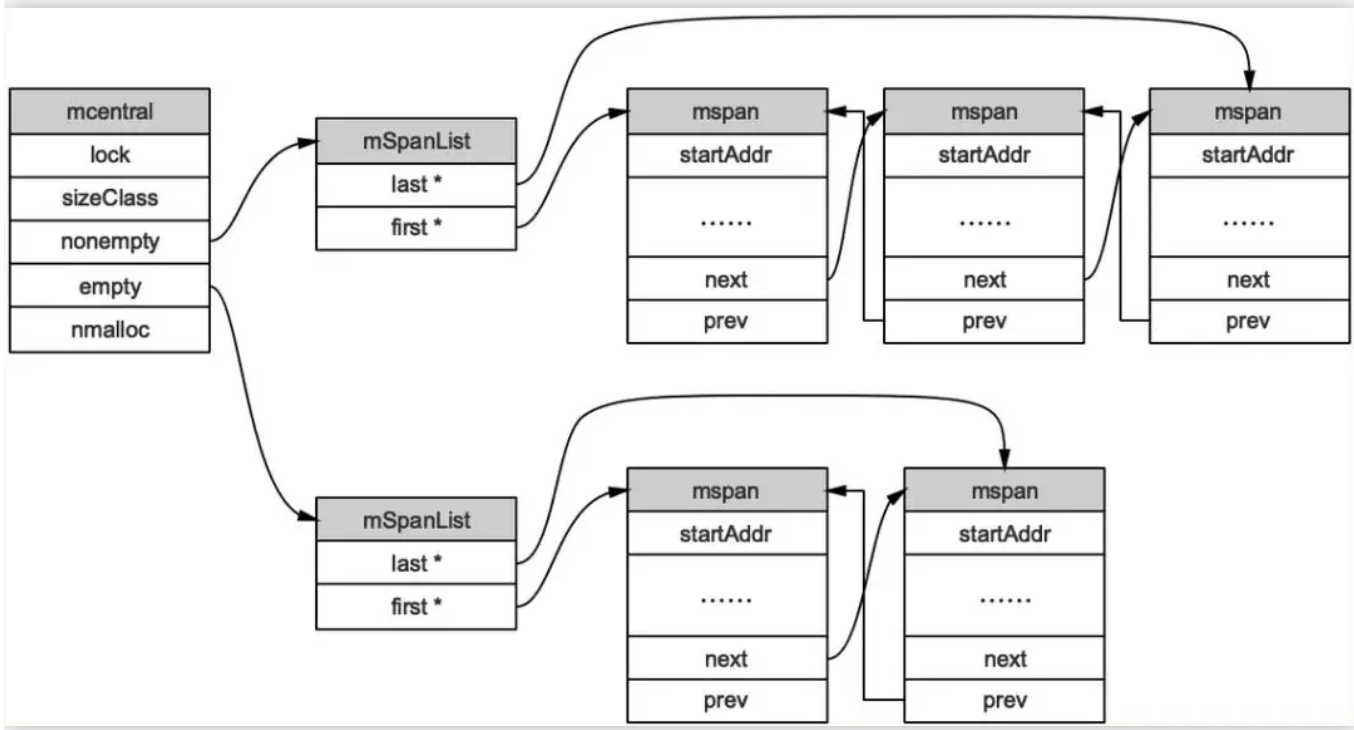 mcentral
lock
sizeClass
nonempty
empty
nmalloc
mSpanList
last *
first *
mspan
startAddr
......
next
prev
mspan
startAddr
......
next
prev
mspan
startAddr
......
next
prev
mSpanList
last *
first *
mspan
startAddr
......
next
prev
mspan
startAddr
......
next
prev